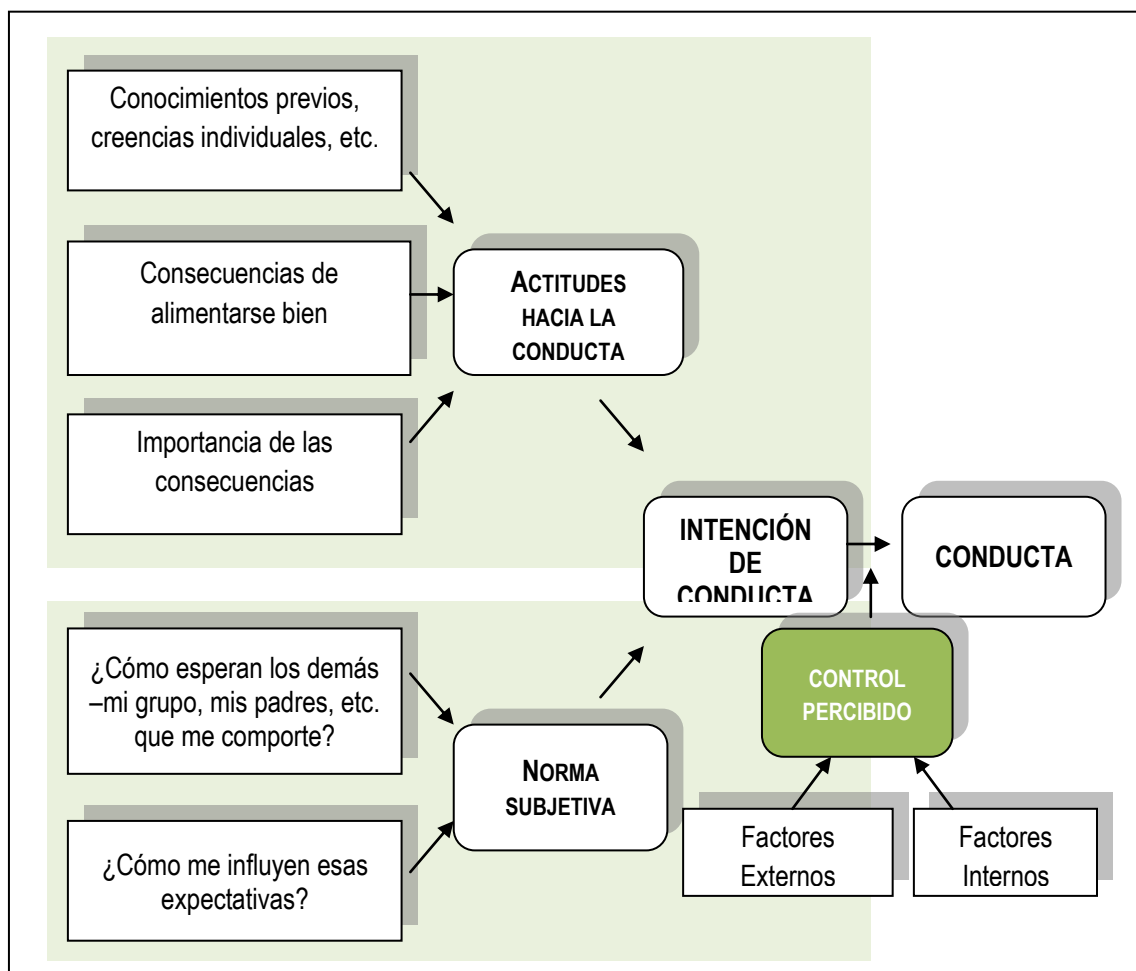 Conocimientos previos,
creencias individuales, etc.
Consecuencias de
alimentarse bien
Importancia de las
consecuencias
ACTITUDES
HACIA LA
CONDUCTA
INTENCIÓN
DE
CONDUCTA
CONDUCTA
¿Cómo esperan los demás
–mi grupo, mis padres, etc.
que me comporte?
¿Cómo me influyen esas
expectativas?
NORMA
SUBJETIVA
CONTROL
PERCIBIDO
Factores
Externos
Factores
Internos